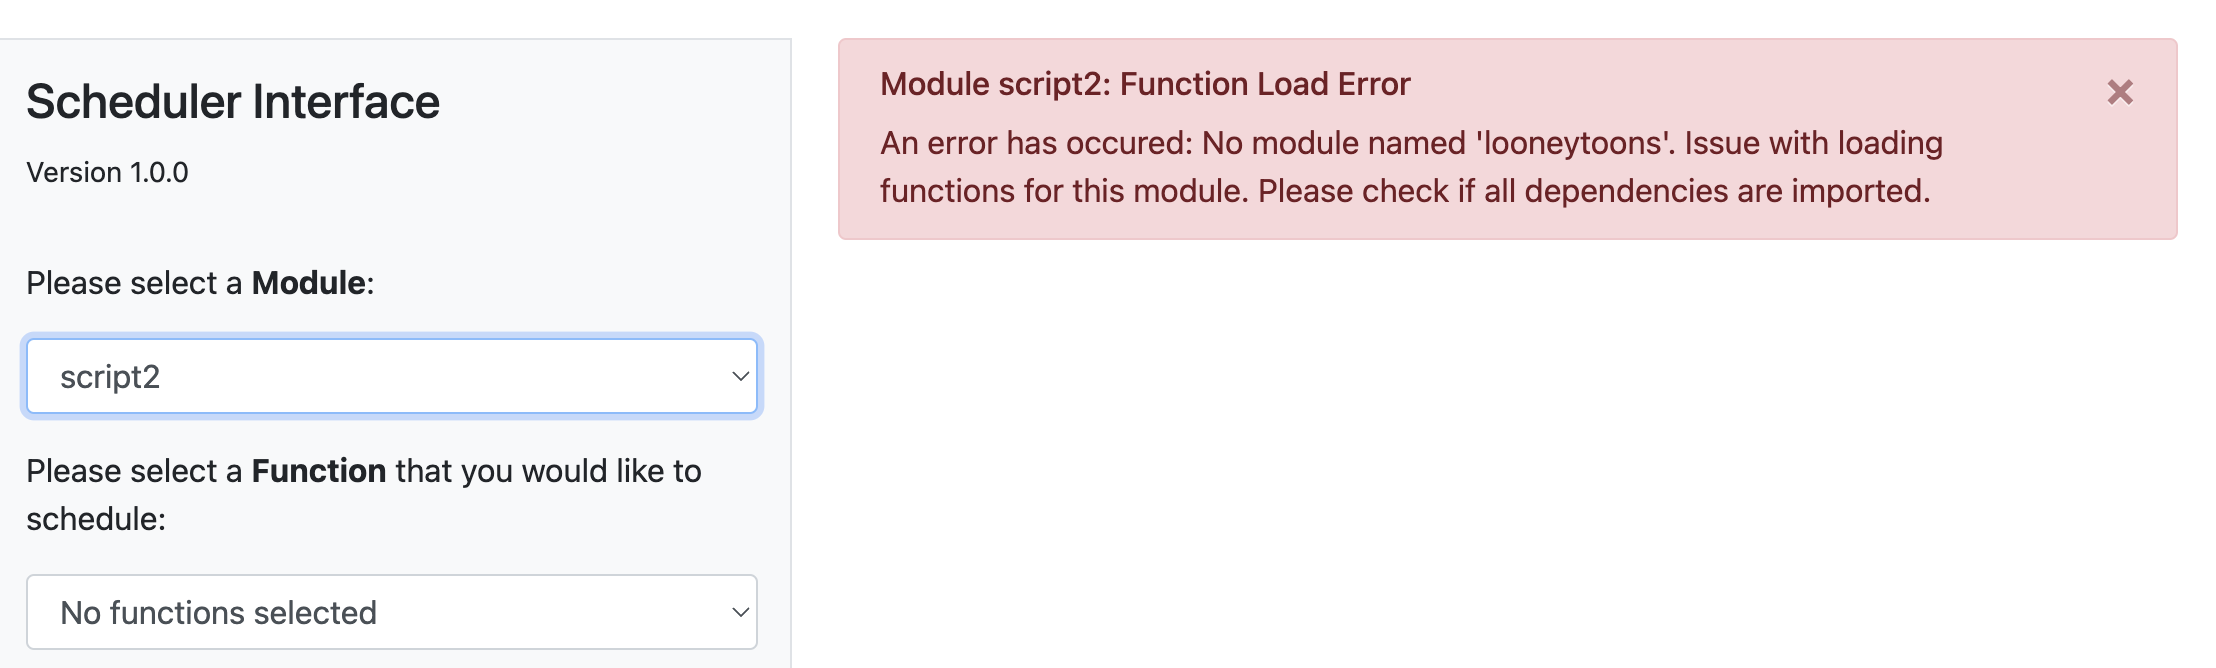 Scheduler Interface
Version 1.0.0
Please select a Module:
script2
Please select a Function that you would like to
schedule:
No functions selected
Module script2: Function Load Error
An error has occured: No module named 'looneytoons'. Issue with loading
functions for this module. Please check if all dependencies are imported.